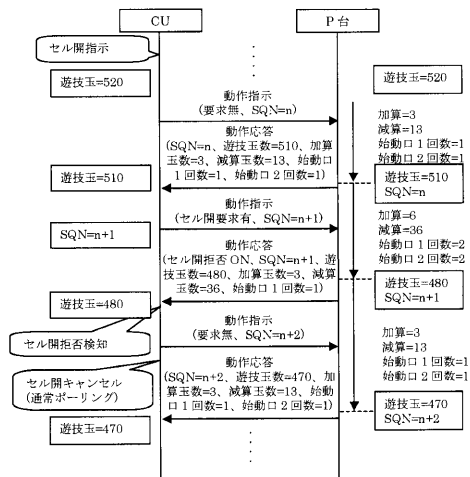 CU
P台
セル開指示
遊技玉=520
遊技玉=520
動作指示
(要求無、SQN=n)
加算=3
減算=13
始動口1回数=1
始動口2回数=1
動作応答
(SQN=n、遊技玉数=510、加算
玉数=3、減算玉数=13、始動口
1回数=1、始動口2回数=1)
遊技玉=510
遊技玉=510
SQN=n
動作指示
(セル開要求有、SQN=n+1)
SQN=n+1
加算=6
減算=36
始動口1回数=2
始動口2回数=2
動作応答
(セル開拒否ON、SQN=n+1、遊
技玉数=480、加算玉数=3、減算
玉数=36、始動口1回数=1)
遊技玉=480
遊技玉=480
SQN=n+1
セル開拒否検知
動作指示
(要求無、SQN=n+2)
加算=3
減算=13
始動口1回数=1
始動口2回数=1
セル開キャンセル
(通常ポーリング)
動作応答
(SQN=n+2、遊技玉数=470、加
算玉数=3、減算玉数=13、始動
口1回数=1、始動口2回数=1)
遊技玉=470
遊技玉=470
SQN=n+2